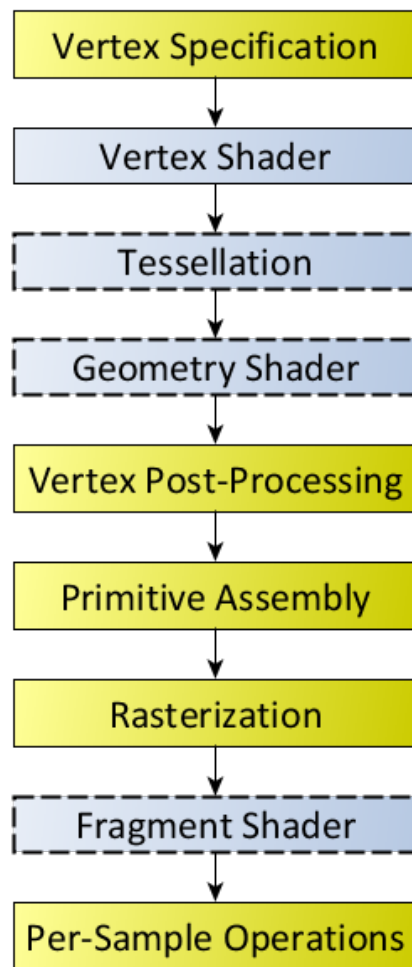 Vertex Specification
Vertex Shader
Tessellation
Geometry Shader
Vertex Post-Processing
Primitive Assembly
Rasterization
Fragment Shader
Per-Sample Operations